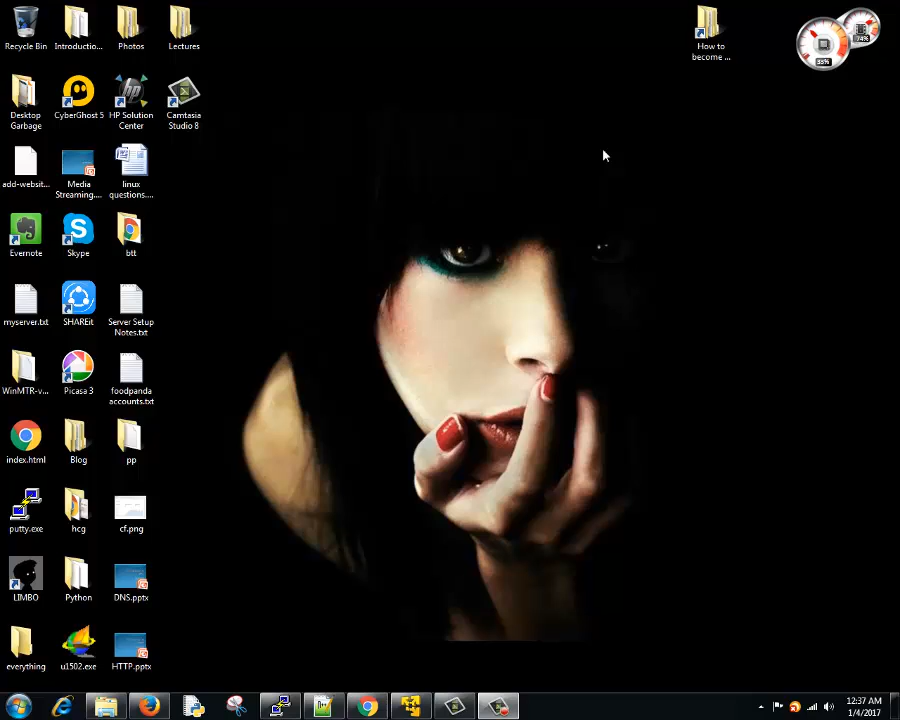 Recycle Bin
Introductio...
Photos
Lectures
How to
become ...
33%
74%
Desktop
Garbage
CyberGhost 5
HP Solution
Center
Camtasia
Studio 8
add-websit...
Media
Streaming....
linux
questions....
Evernote
Skype
btt
myserver.txt
SHAREit
Server Setup
Notes.txt
WinMTR-v...
Picasa 3
foodpanda
accounts.txt
index.html
Blog
pp
putty.exe
hcg
cf.png
LIMBO
Python
DNS.pptx
everything
u1502.exe
HTTP.pptx
12:37 AM
1/4/2017